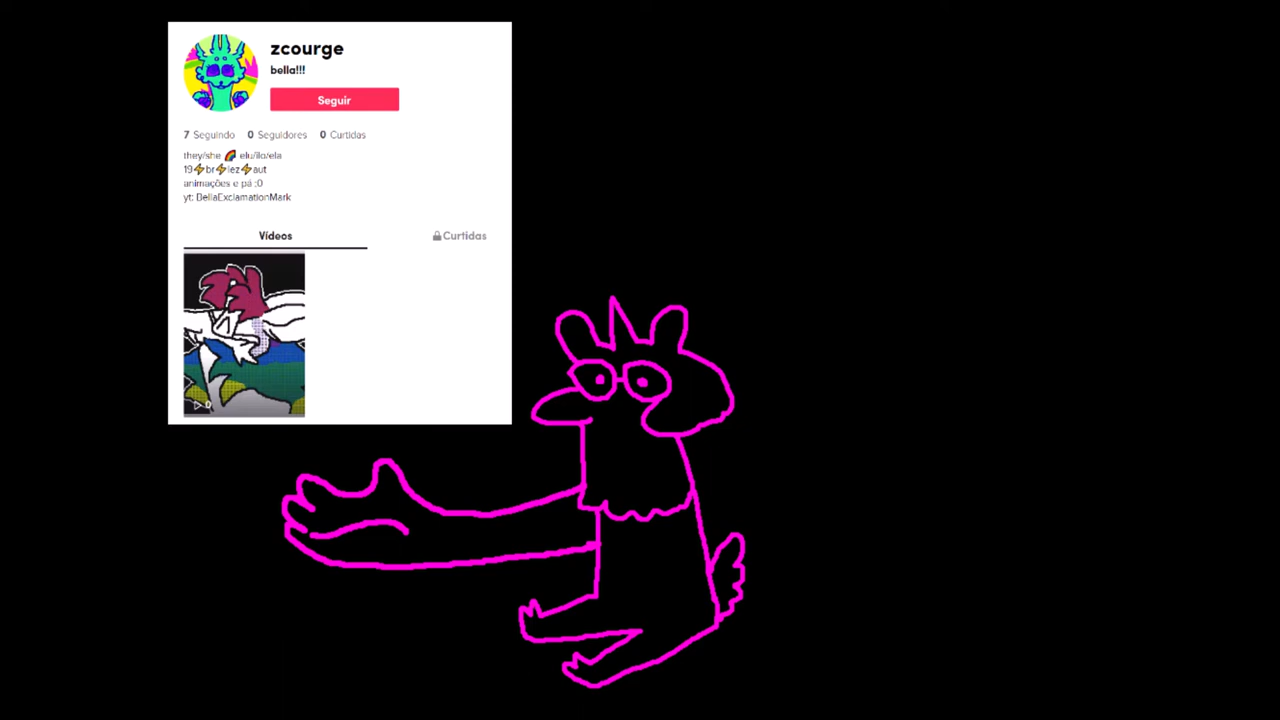 zcourge
bella!!!
Seguir
7 Seguindo 0 Seguidores 0 Curtidas
they/she 🌈 elu/ilo/ela
19⚡br⚡lez⚡aut
animações e pá :0
yt: BellaExclamationMark
Vídeos Curtidas
0